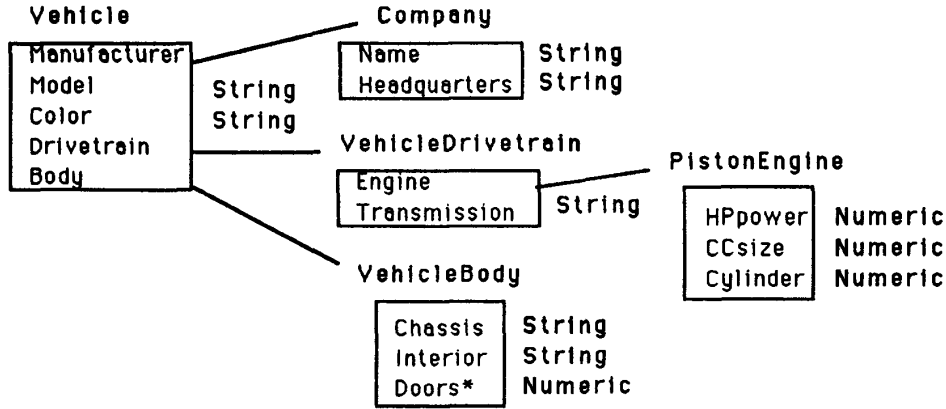 Vehicle
Manufacturer
Model String
Color String
Drivetrain
Body
Company
Name String
Headquarters String
VehicleDrivetrain
Engine
Transmission String
PistonEngine
HPpower Numeric
CCsize Numeric
Cylinder Numeric
VehicleBody
Chassis String
Interior String
Doors* Numeric